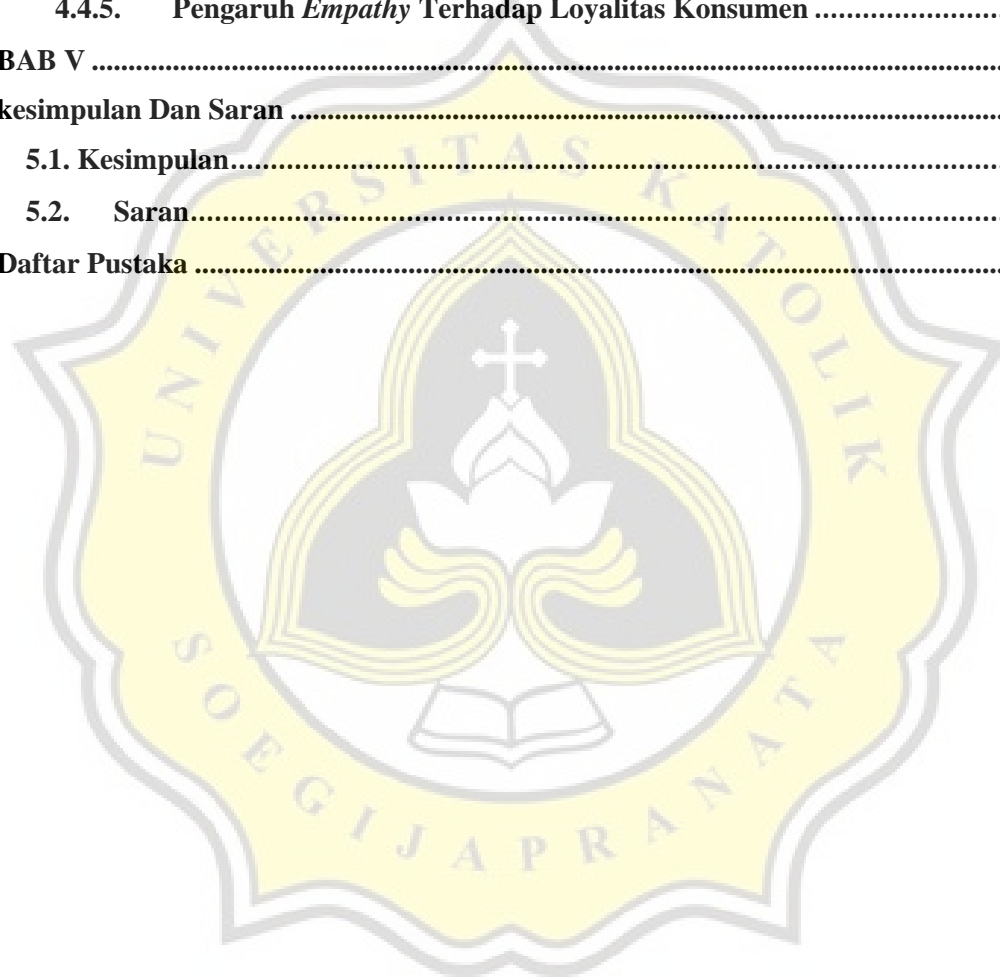 4.4.5. Pengaruh Empathy Terhadap Loyalitas Konsumen ........................
BAB V ........................................................................................................................
kesimpulan Dan Saran ................................................................................................
5.1. Kesimpulan.........................................................................................................
5.2. Saran................................................................................................................
Daftar Pustaka ..............................................................................................................
UNIVERSITAS KATOLIK
SOEGIJAPRANATA